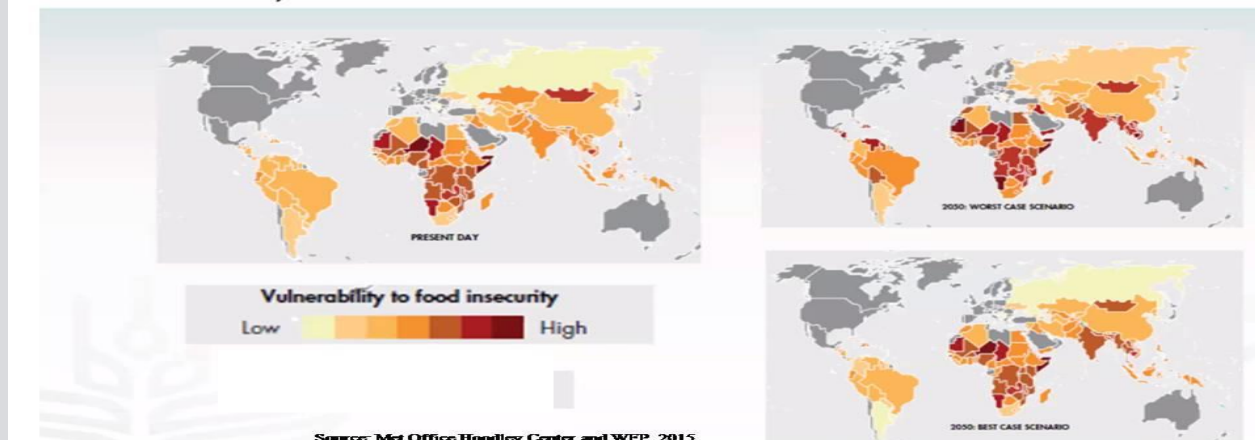 PRESENT DAY
2050: WORST CASE SCENARIO
Vulnerability to food insecurity
Low High
2050: BEST CASE SCENARIO
Source: Met Office Hoodley Center and WFP, 2015